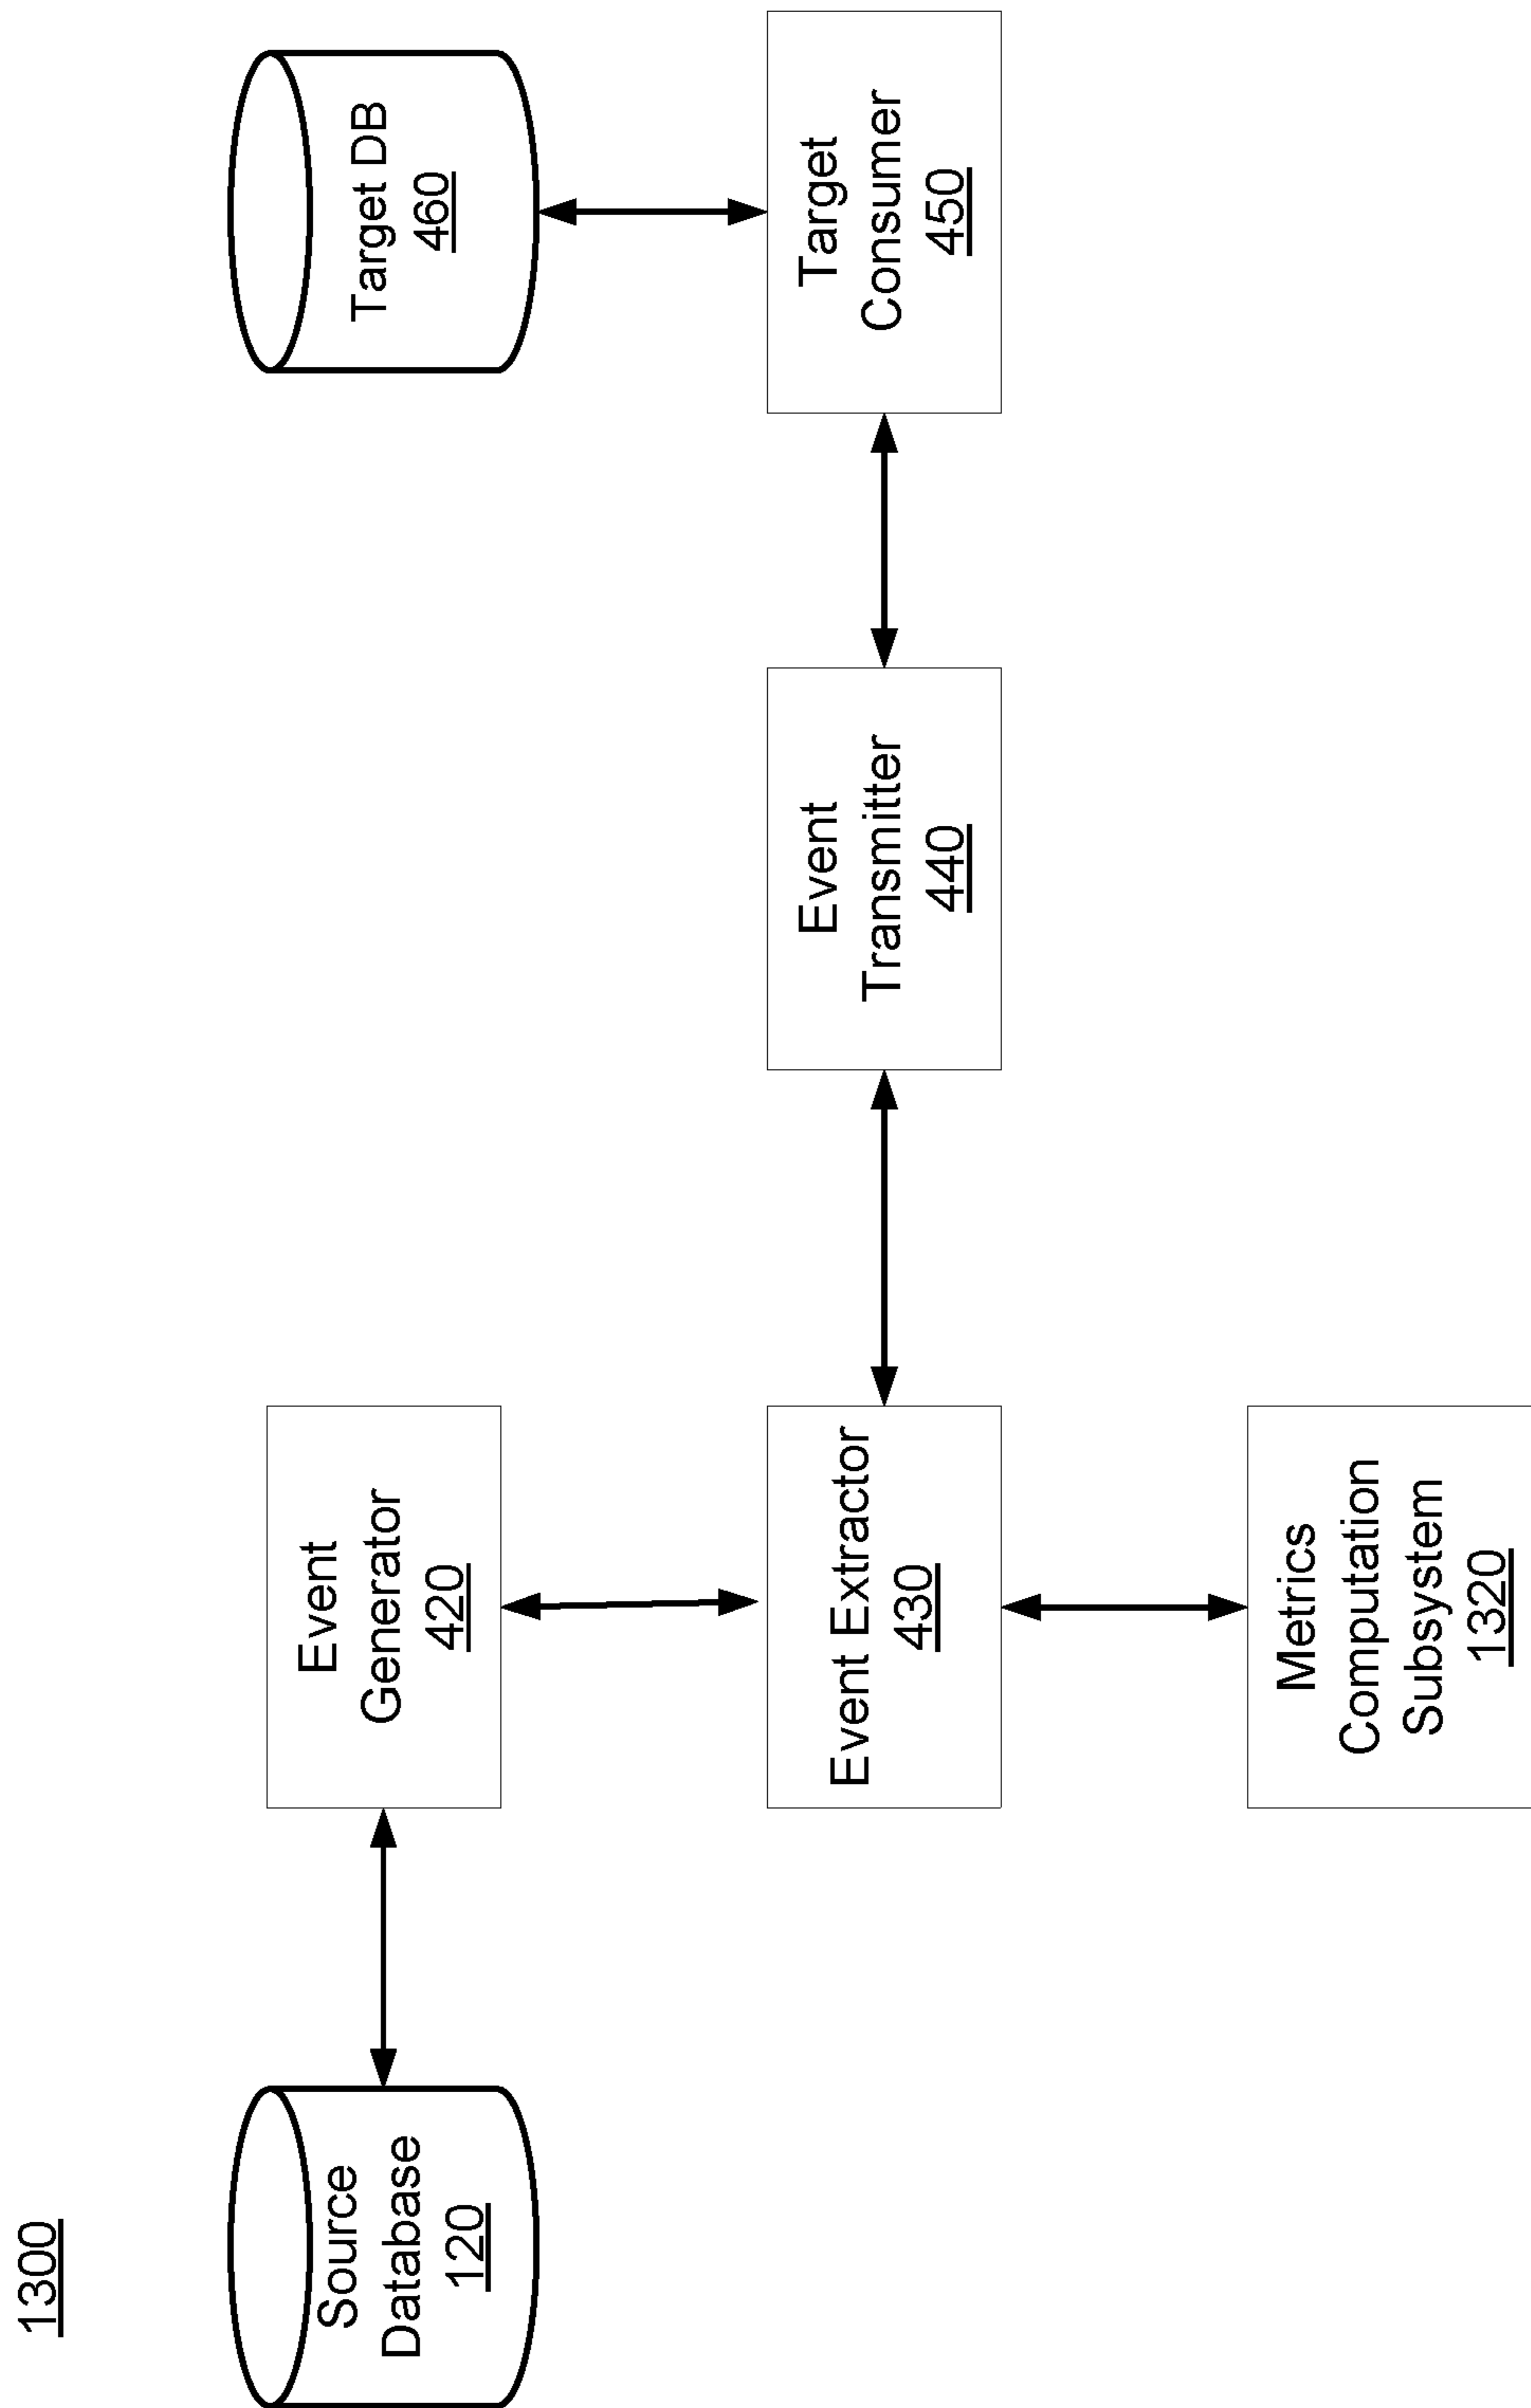 1300
Source
Database
120
Event
Generator
420
Target DB
460
Event Extractor
430
Event
Transmitter
440
Target
Consumer
450
Metrics
Computation
Subsystem
1320